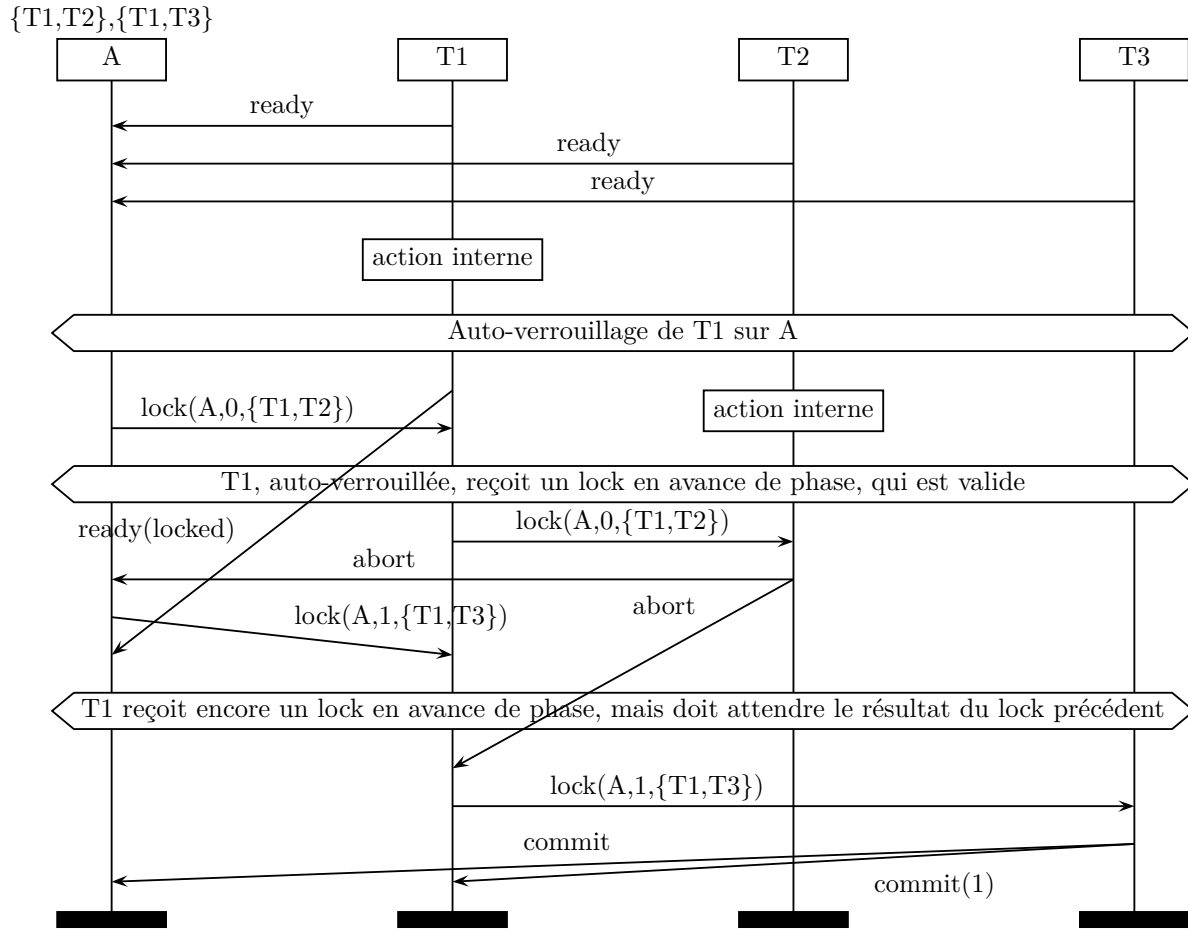 {T1,T2},{T1,T3}
A T1 T2 T3
ready
ready
ready
action interne
Auto-verrouillage de T1 sur A
lock(A,0,{T1,T2})
action interne
T1, auto-verrouillée, reçoit un lock en avance de phase, qui est valide
lock(A,0,{T1,T2})
ready(locked)
abort
abort
lock(A,1,{T1,T3})
T1 reçoit encore un lock en avance de phase, mais doit attendre le résultat du lock précédent
lock(A,1,{T1,T3})
commit
commit(1)